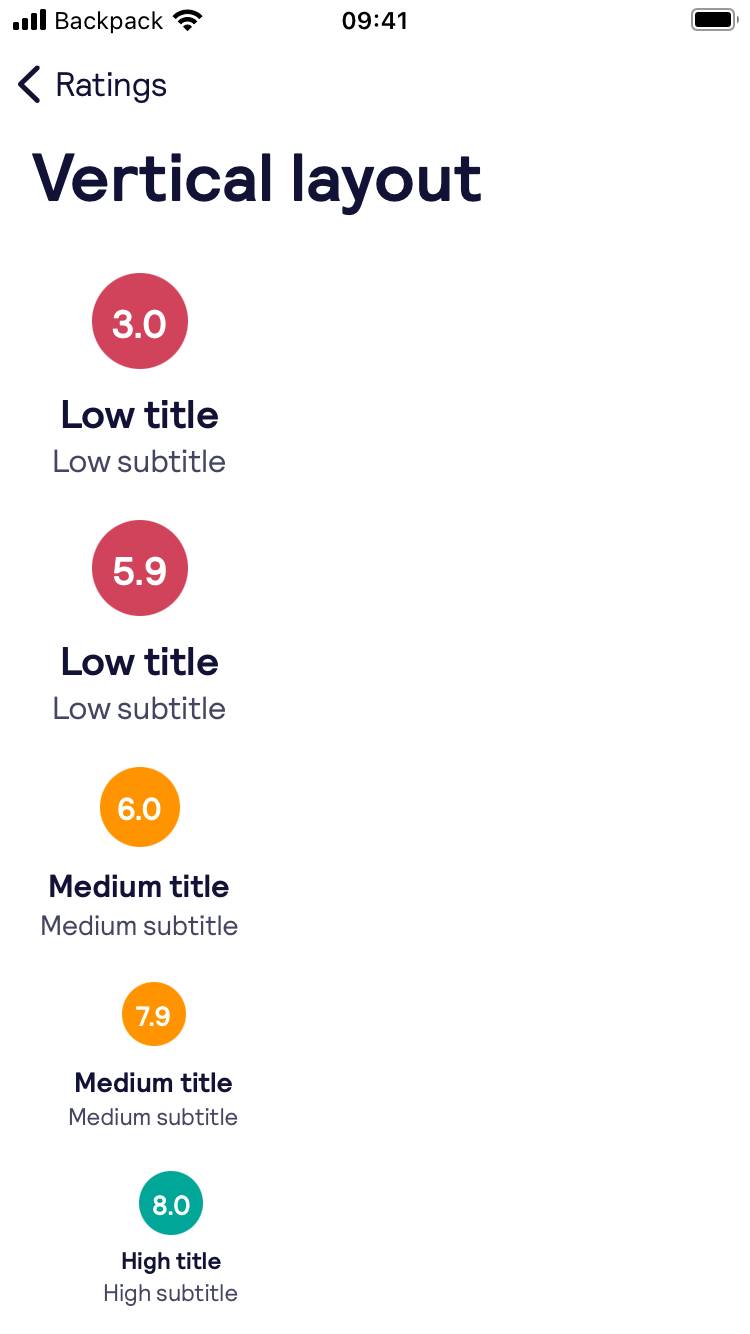 Backpack 09:41
Ratings
Vertical layout
3.0
Low title
Low subtitle
5.9
Low title
Low subtitle
6.0
Medium title
Medium subtitle
7.9
Medium title
Medium subtitle
8.0
High title
High subtitle